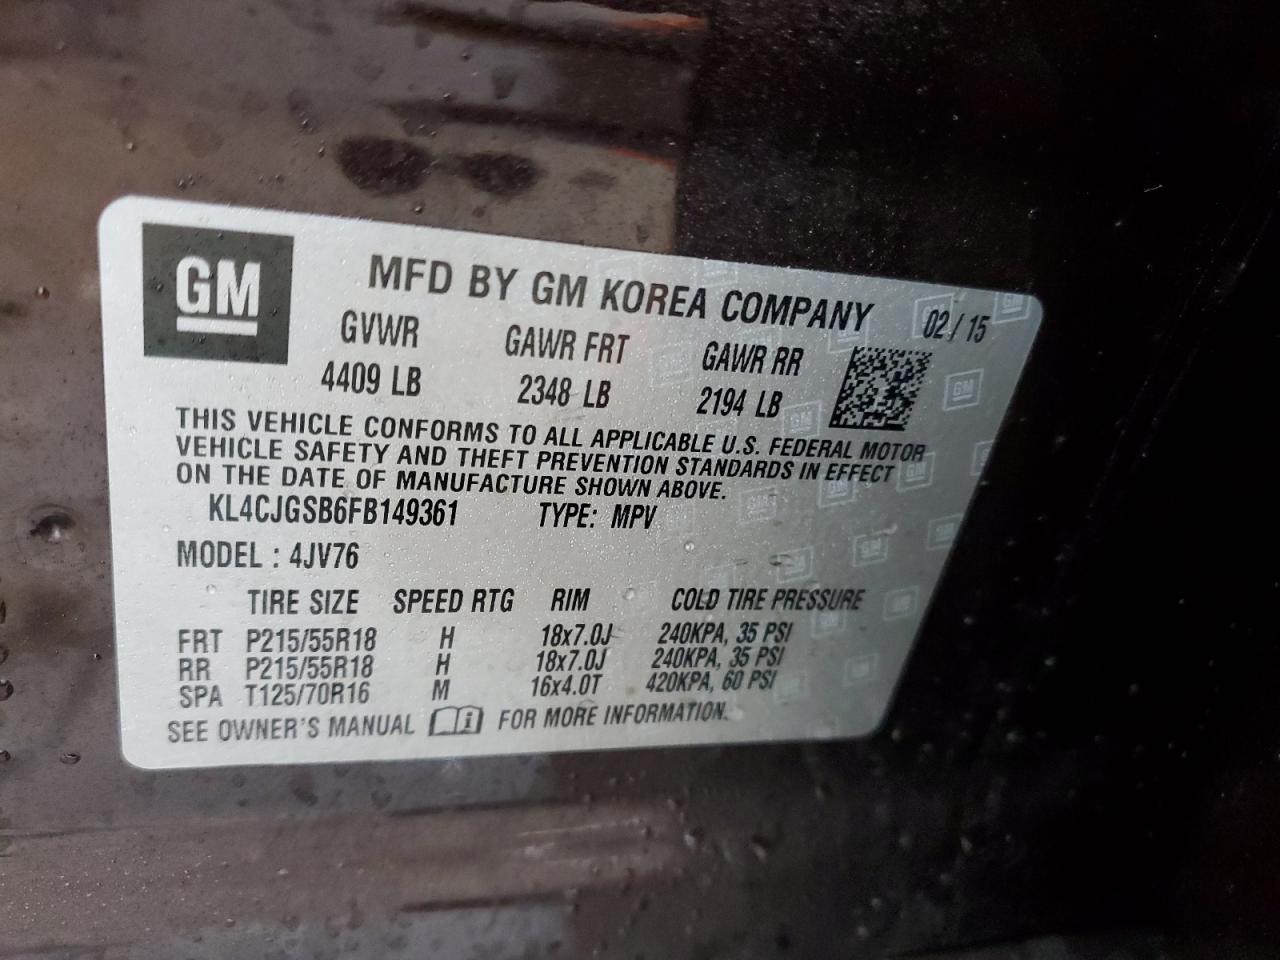 GM
MFD BY GM KOREA COMPANY 02/15
GVWR GAWR FRT GAWR RR
4409 LB 2348 LB 2194 LB
THIS VEHICLE CONFORMS TO ALL APPLICABLE U.S. FEDERAL MOTOR
VEHICLE SAFETY AND THEFT PREVENTION STANDARDS IN EFFECT
ON THE DATE OF MANUFACTURE SHOWN ABOVE.
KL4CJGSB6FB149361 TYPE: MPV
MODEL : 4JV76
TIRE SIZE SPEED RTG RIM COLD TIRE PRESSURE
FRT P215/55R18 H 18x7.0J 240KPA, 35 PSI
RR P215/55R18 H 18x7.0J 240KPA, 35 PSI
SPA T125/70R16 M 16x4.0T 420KPA, 60 PSI
SEE OWNER'S MANUAL FOR MORE INFORMATION.